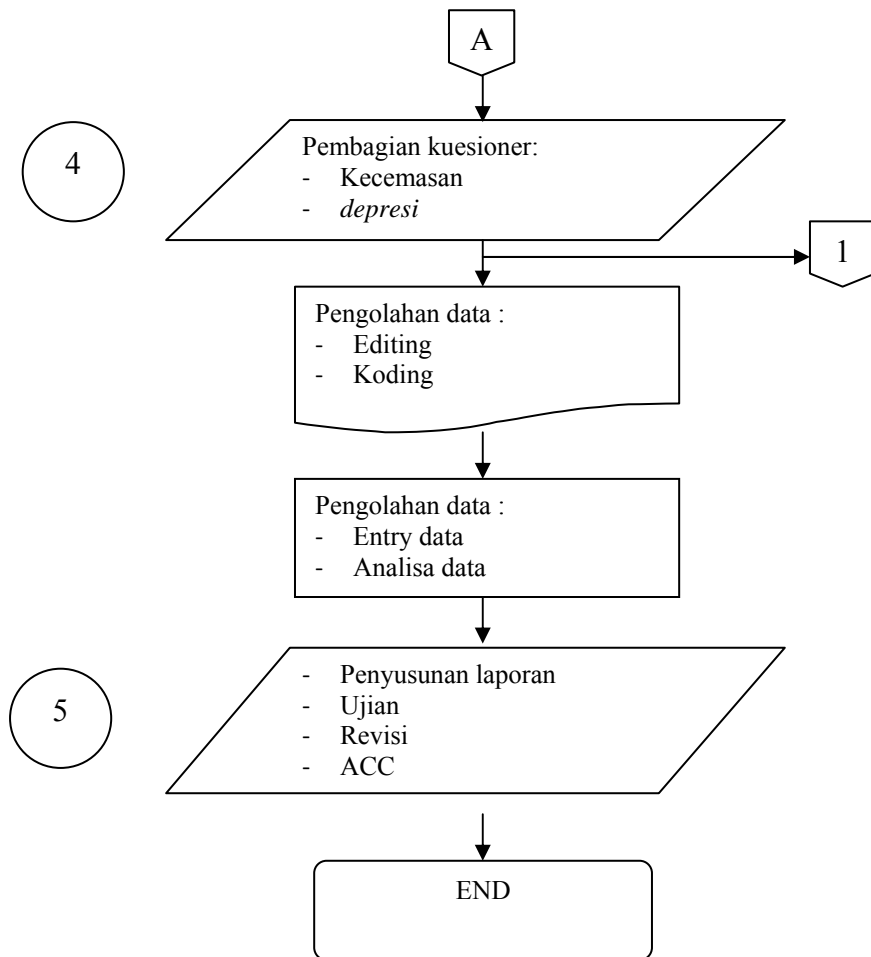 A
4
Pembagian kuesioner:
- Kecemasan
- depresi
1
Pengolahan data :
- Editing
- Koding
Pengolahan data :
- Entry data
- Analisa data
5
- Penyusunan laporan
- Ujian
- Revisi
- ACC
END